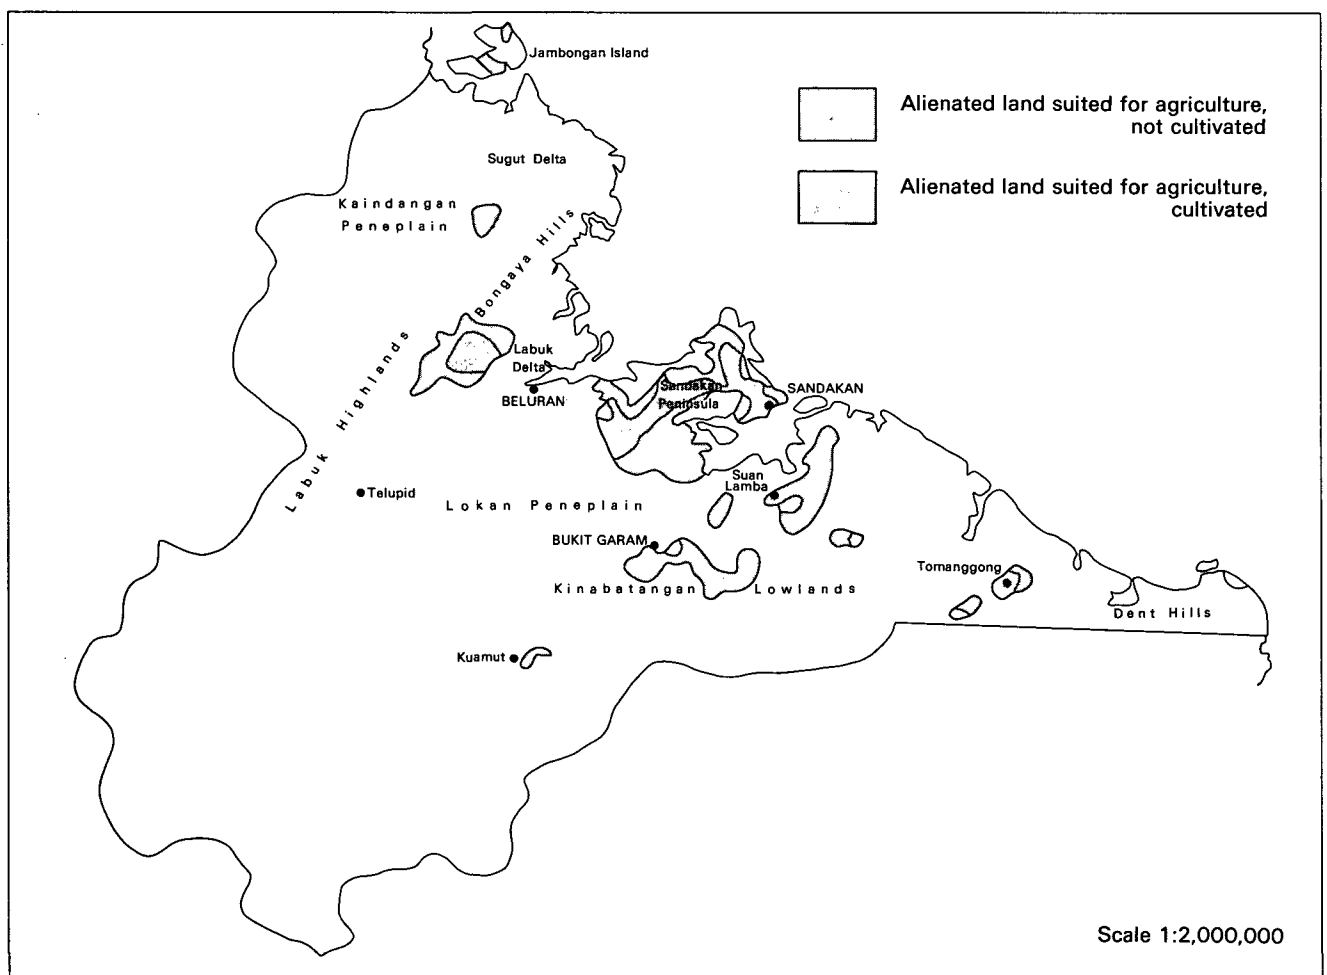 Jambongan Island
Alienated land suited for agriculture,
not cultivated
Sugut Delta
Alienated land suited for agriculture,
cultivated
Kaindangan
Peneplain
Bongaya Hills
Labuk Highlands
Labuk
Delta
BELURAN
Sandakan
Peninsula
SANDAKAN
Suan
Lamba
Telupid
Lokan Peneplain
BUKIT GARAM
Tomanggong
Kinabatangan Lowlands
Dent Hills
Kuamut
Scale 1:2,000,000